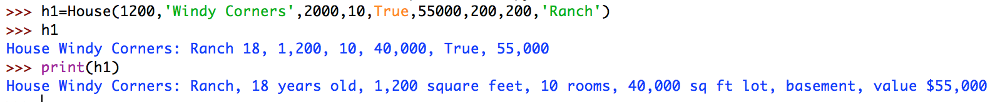 >>> h1=House(1200,'Windy Corners',2000,10,True,55000,200,200,'Ranch')
>>> h1
House Windy Corners: Ranch 18, 1,200, 10, 40,000, True, 55,000
>>> print(h1)
House Windy Corners: Ranch, 18 years old, 1,200 square feet, 10 rooms, 40,000 sq ft lot, basement, value $55,000